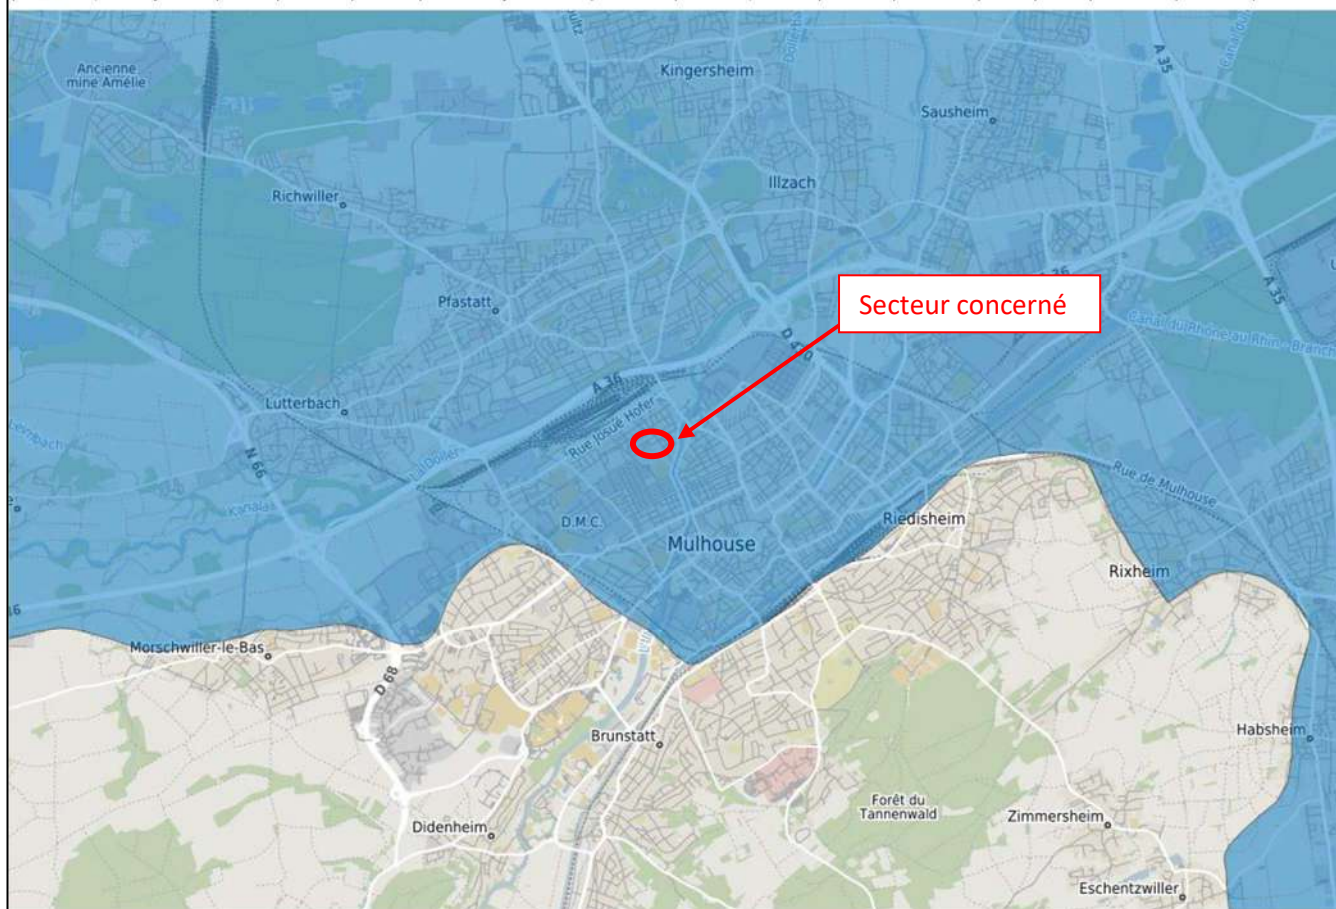 Ancienne
mine Amélie
Kingersheim
A 35
Sausheim
Illzach
Richwiller
Pfastatt
Secteur concerné
A 35
Canal du Rhône au Rhin - Branch
D 430
A 36
Lutterbach
Rue Josué Hofer
N 66
Rue de Mulhouse
D.M.C.
Mulhouse
Riedisheim
Rixheim
Morschwiller-le-Bas
D 68
Brunstatt
Habsheim
Forêt du
Tannenwald
Didenheim
Zimmersheim
Eschentzwiller